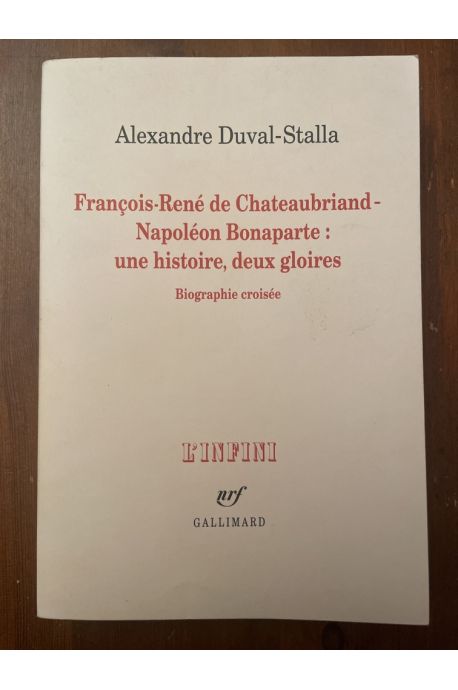 Alexandre Duval-Stalla
François-René de Chateaubriand-
Napoléon Bonaparte :
une histoire, deux gloires
Biographie croisée
L'INFINI
nrf
GALLIMARD